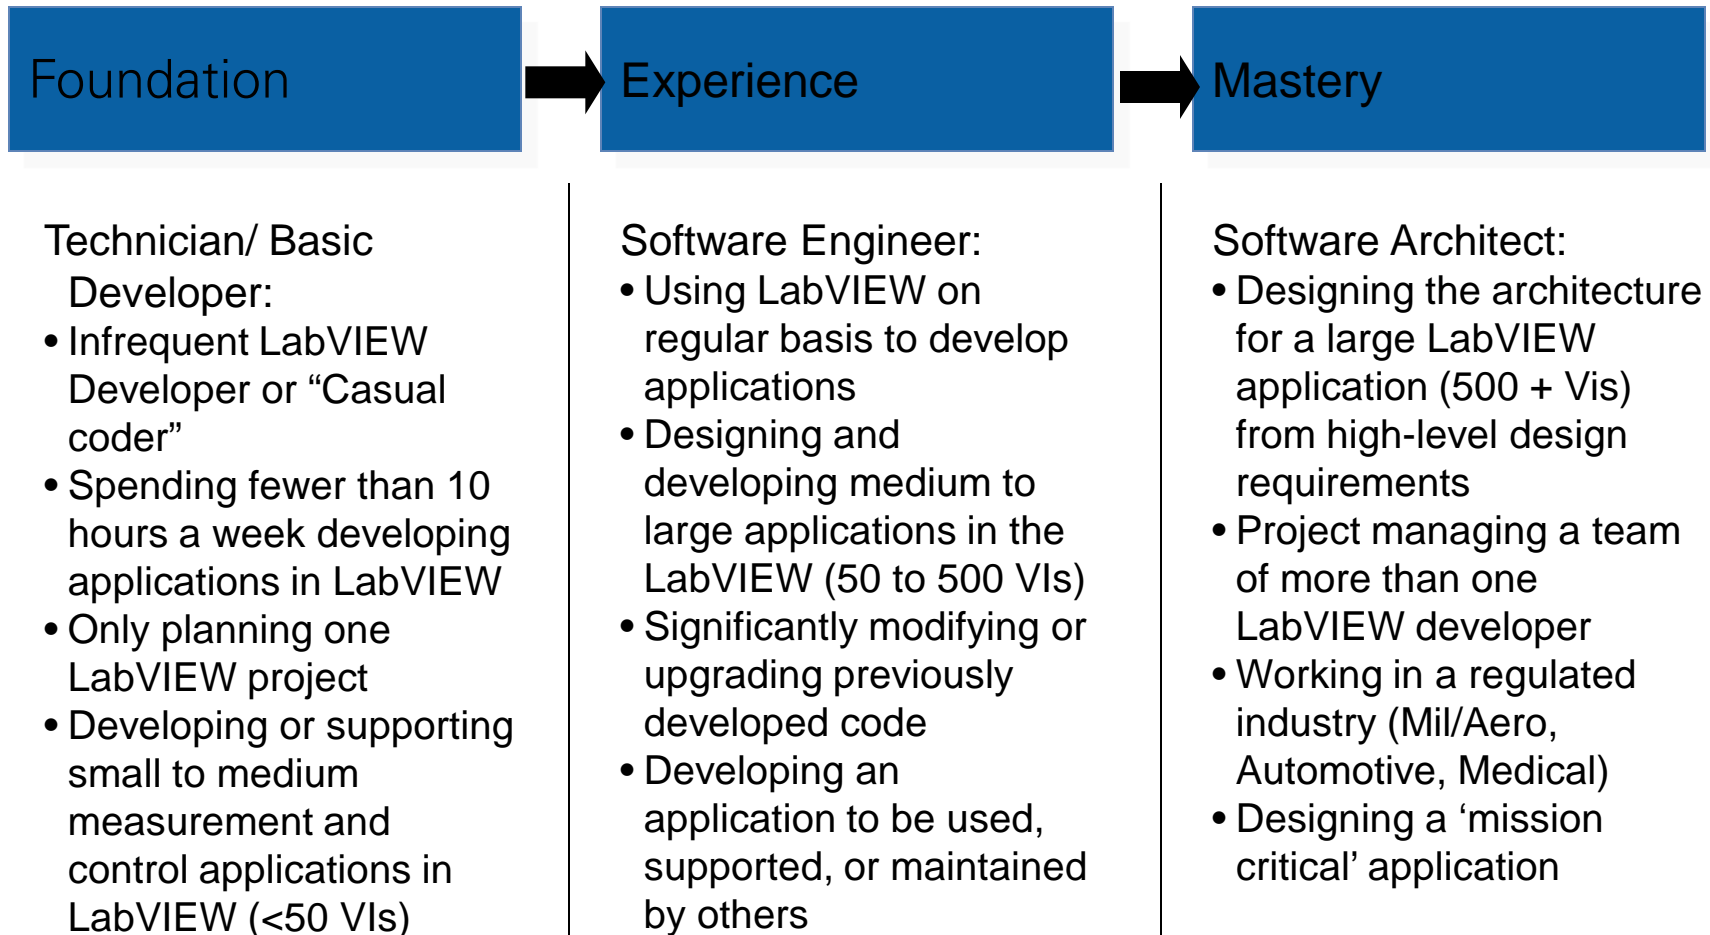 Foundation
Experience
Mastery
Technician/ Basic
Developer:
• Infrequent LabVIEW
Developer or “Casual
coder”
• Spending fewer than 10
hours a week developing
applications in LabVIEW
• Only planning one
LabVIEW project
• Developing or supporting
small to medium
measurement and
control applications in
LabVIEW (<50 VIs)
Software Engineer:
• Using LabVIEW on
regular basis to develop
applications
• Designing and
developing medium to
large applications in the
LabVIEW (50 to 500 VIs)
• Significantly modifying or
upgrading previously
developed code
• Developing an
application to be used,
supported, or maintained
by others
Software Architect:
• Designing the architecture
for a large LabVIEW
application (500 + Vis)
from high-level design
requirements
• Project managing a team
of more than one
LabVIEW developer
• Working in a regulated
industry (Mil/Aero,
Automotive, Medical)
• Designing a ‘mission
critical’ application